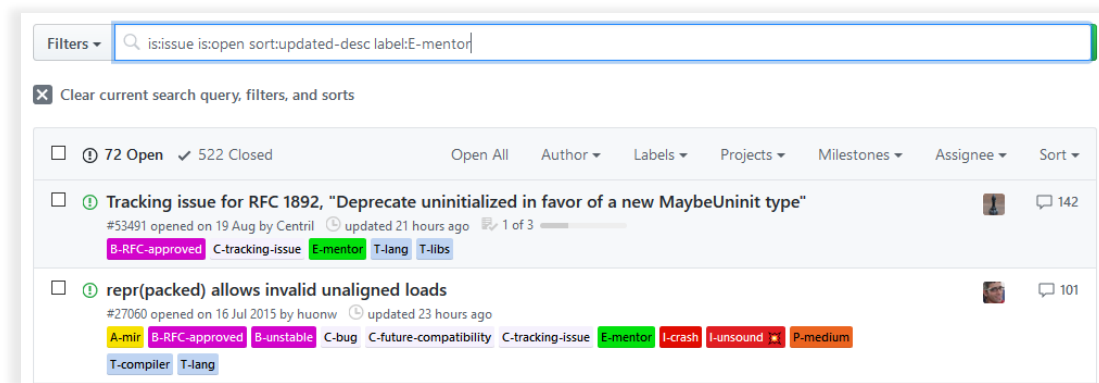 Filters is:issue is:open sort:updated-desc label:E-mentor
Clear current search query, filters, and sorts
72 Open 522 Closed Open All Author Labels Projects Milestones Assignee Sort
Tracking issue for RFC 1892, "Deprecate uninitialized in favor of a new MaybeUninit type" 142
#53491 opened on 19 Aug by Centril updated 21 hours ago 1 of 3
B-RFC-approved C-tracking-issue E-mentor T-lang T-libs
repr(packed) allows invalid unaligned loads 101
#27060 opened on 16 Jul 2015 by huonw updated 23 hours ago
A-mir B-RFC-approved B-unstable C-bug C-future-compatibility C-tracking-issue E-mentor I-crash I-unsound 💥 P-medium
T-compiler T-lang